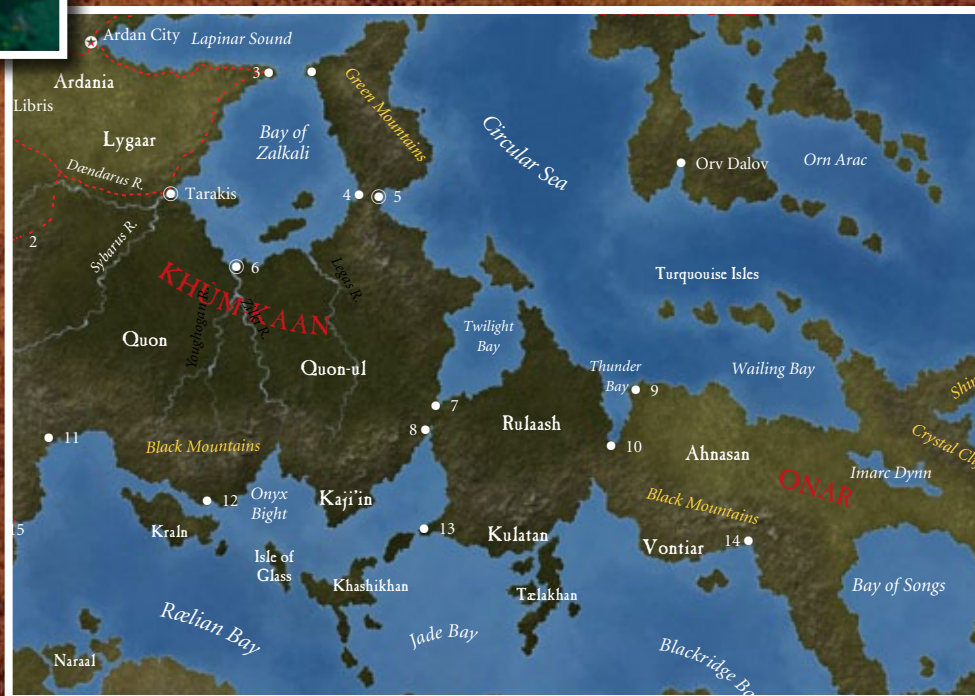 Ardan City
Lapinar Sound
3
Green Mountains
Ardania
Libris
Lygaar
Bay of
Zalkali
Circular Sea
Orv Dalov
Orn Arac
Dændarus R.
Tarakis
4
5
2
Sybarus R.
KHÚM KAAN
6
Legas R.
Youghogan R.
Turquouise Isles
Quon
Quon-ul
Twilight
Bay
Thunder
Bay
9
Wailing Bay
7
8
Rulaash
10
Ahnasan
11
Black Mountains
ONAR
Imarc Dynn
12
Onyx
Bight
Kaji'in
Black Mountains
Kraln
13
Kulatan
Vontiar
14
15
Isle of
Glass
Khashikhan
Tælakhan
Bay of Songs
Rælian Bay
Jade Bay
Naraal
Blackridge